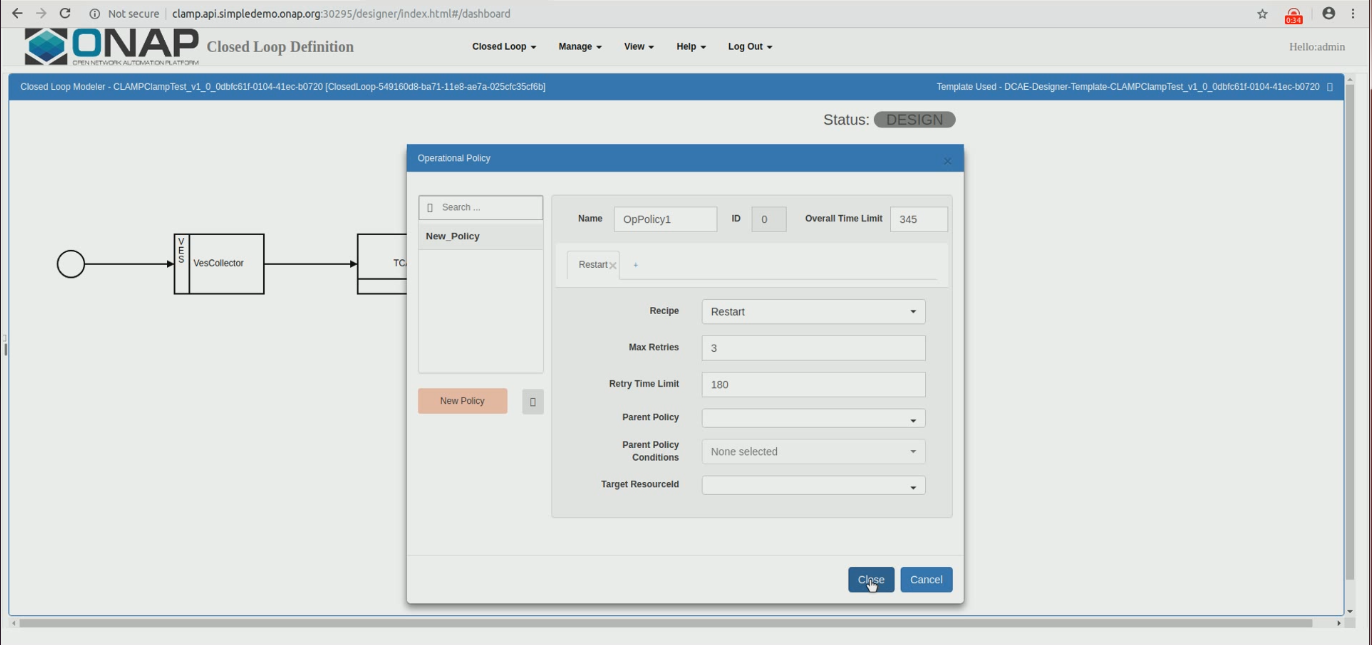 Not secure | clamp.api.simpledemo.onap.org:30295/designer/index.html#/dashboard
0:34
ONAP
OPEN NETWORK AUTOMATION PLATFORM
Closed Loop Definition
Closed Loop
Manage
View
Help
Log Out
Hello:admin
Closed Loop Modeler - CLAMPClampTest_v1_0_0dbfc61f-0104-41ec-b0720 [ClosedLoop-549160d8-ba71-11e8-ae7a-025cfc35cf6b]
Template Used - DCAE-Designer-Template-CLAMPClampTest_v1_0_0dbfc61f-0104-41ec-b0720
Status: DESIGN
VES
VesCollector
TC
Operational Policy
×
Search ...
New_Policy
New Policy
Name OpPolicy1 ID 0 Overall Time Limit 345
Restart × +
Recipe Restart
Max Retries 3
Retry Time Limit 180
Parent Policy
Parent Policy
Conditions
None selected
Target ResourceId
Close
Cancel